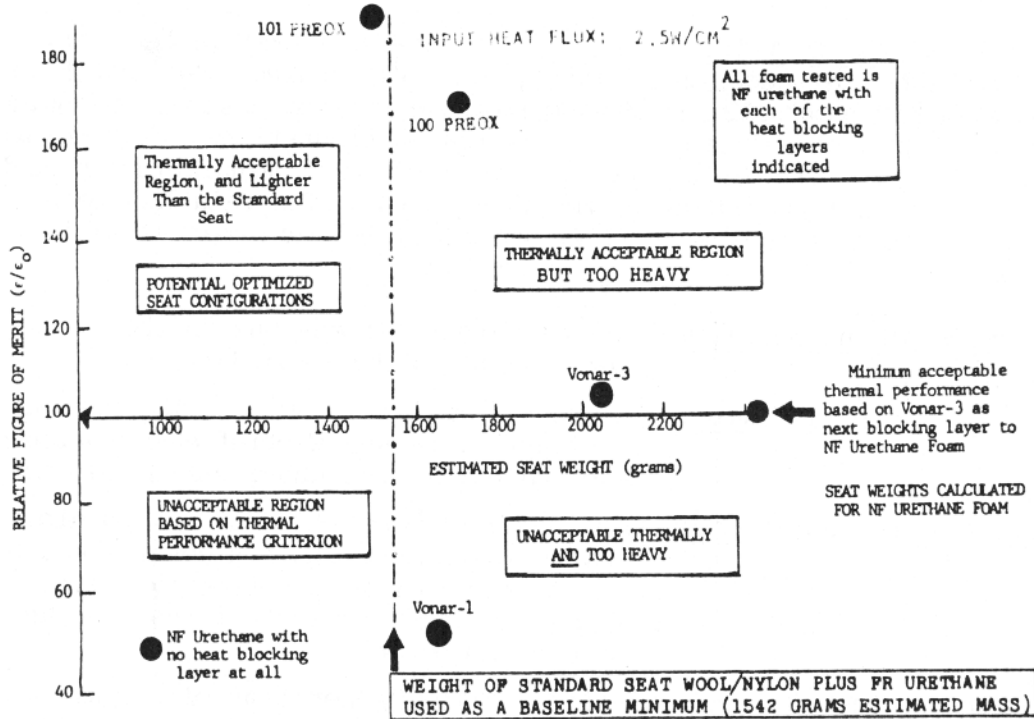 101 PREOX
INPUT HEAT FLUX: 2.5W/CM2
180
All foam tested is
NF urethane with
each of the
heat blocking
layers
indicated
100 PREOX
160
Thermally Acceptable
Region, and Lighter
Than the Standard
Seat
140
THERMALLY ACCEPTABLE REGION
BUT TOO HEAVY
POTENTIAL OPTIMIZED
SEAT CONFIGURATIONS
120
RELATIVE FIGURE OF MERIT (ε/ε0)
Vonar-3
Minimum acceptable
thermal performance
based on Vonar-3 as
next blocking layer to
NF Urethane Foam
100
1000 1200 1400 1600 1800 2000 2200
ESTIMATED SEAT WEIGHT (grams)
SEAT WEIGHTS CALCULATED
FOR NF URETHANE FOAM
80
UNACCEPTABLE REGION
BASED ON THERMAL
PERFORMANCE CRITERION
UNACCEPTABLE THERMALLY
AND TOO HEAVY
60
Vonar-1
NF Urethane with
no heat blocking
layer at all
40
WEIGHT OF STANDARD SEAT WOOL/NYLON PLUS FR URETHANE
USED AS A BASELINE MINIMUM (1542 GRAMS ESTIMATED MASS)